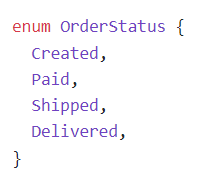 enum OrderStatus {
  Created,
  Paid,
  Shipped,
  Delivered,
}